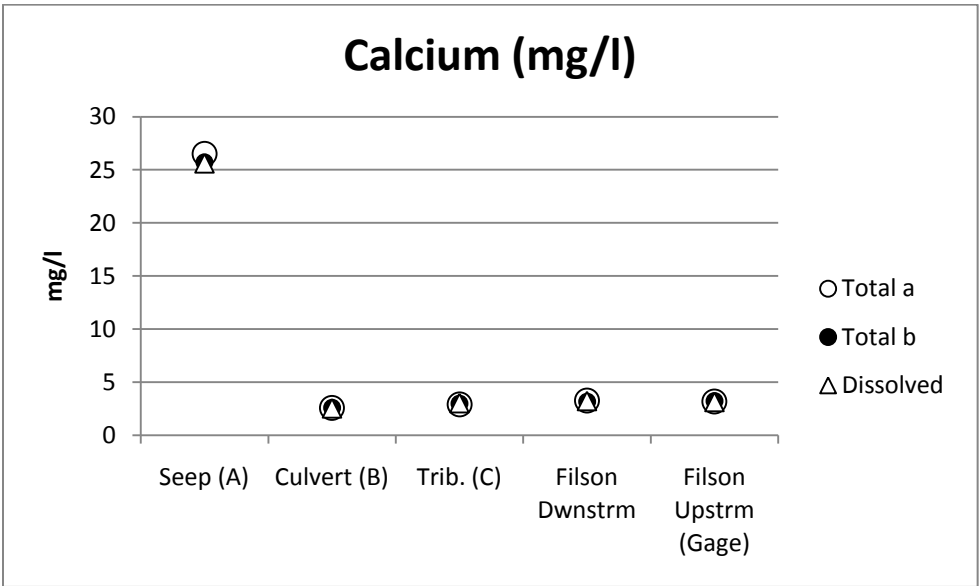 Calcium (mg/l)
30
25
20
15
10
5
0
mg/l
Seep (A)
Culvert (B)
Trib. (C)
Filson
Dwnstrm
Filson
Upstrm
(Gage)
Total a
Total b
Dissolved